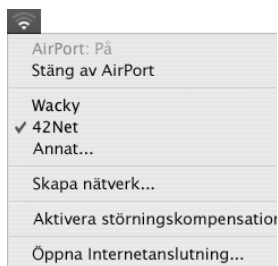 AirPort: På
Stäng av AirPort
Wacky
✓ 42Net
Annat...
Skapa nätverk...
Aktivera störningskompensation
Öppna Internetanslutning...